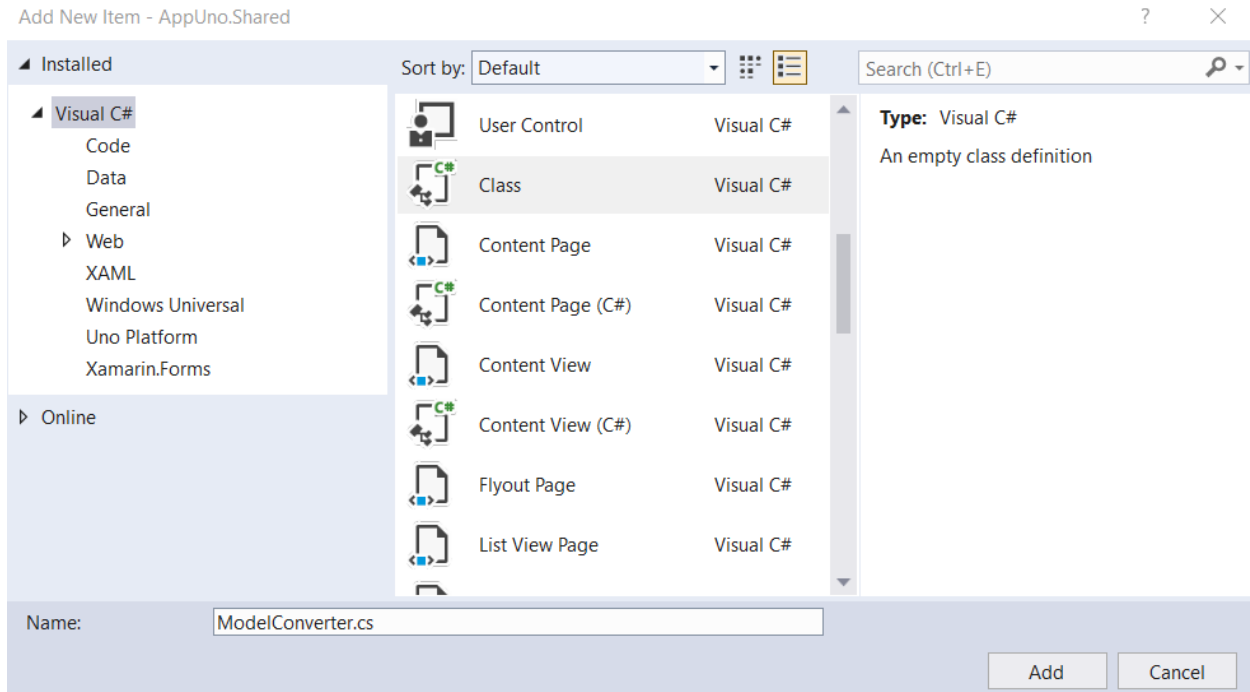 Add New Item - AppUno.Shared
?
Installed
Visual C#
Code
Data
General
Web
XAML
Windows Universal
Uno Platform
Xamarin.Forms
Online
Sort by: Default
User Control Visual C#
C# Class Visual C#
Content Page Visual C#
C# Content Page (C#) Visual C#
Content View Visual C#
C# Content View (C#) Visual C#
Flyout Page Visual C#
List View Page Visual C#
Search (Ctrl+E)
Type: Visual C#
An empty class definition
Name: ModelConverter.cs
Add Cancel